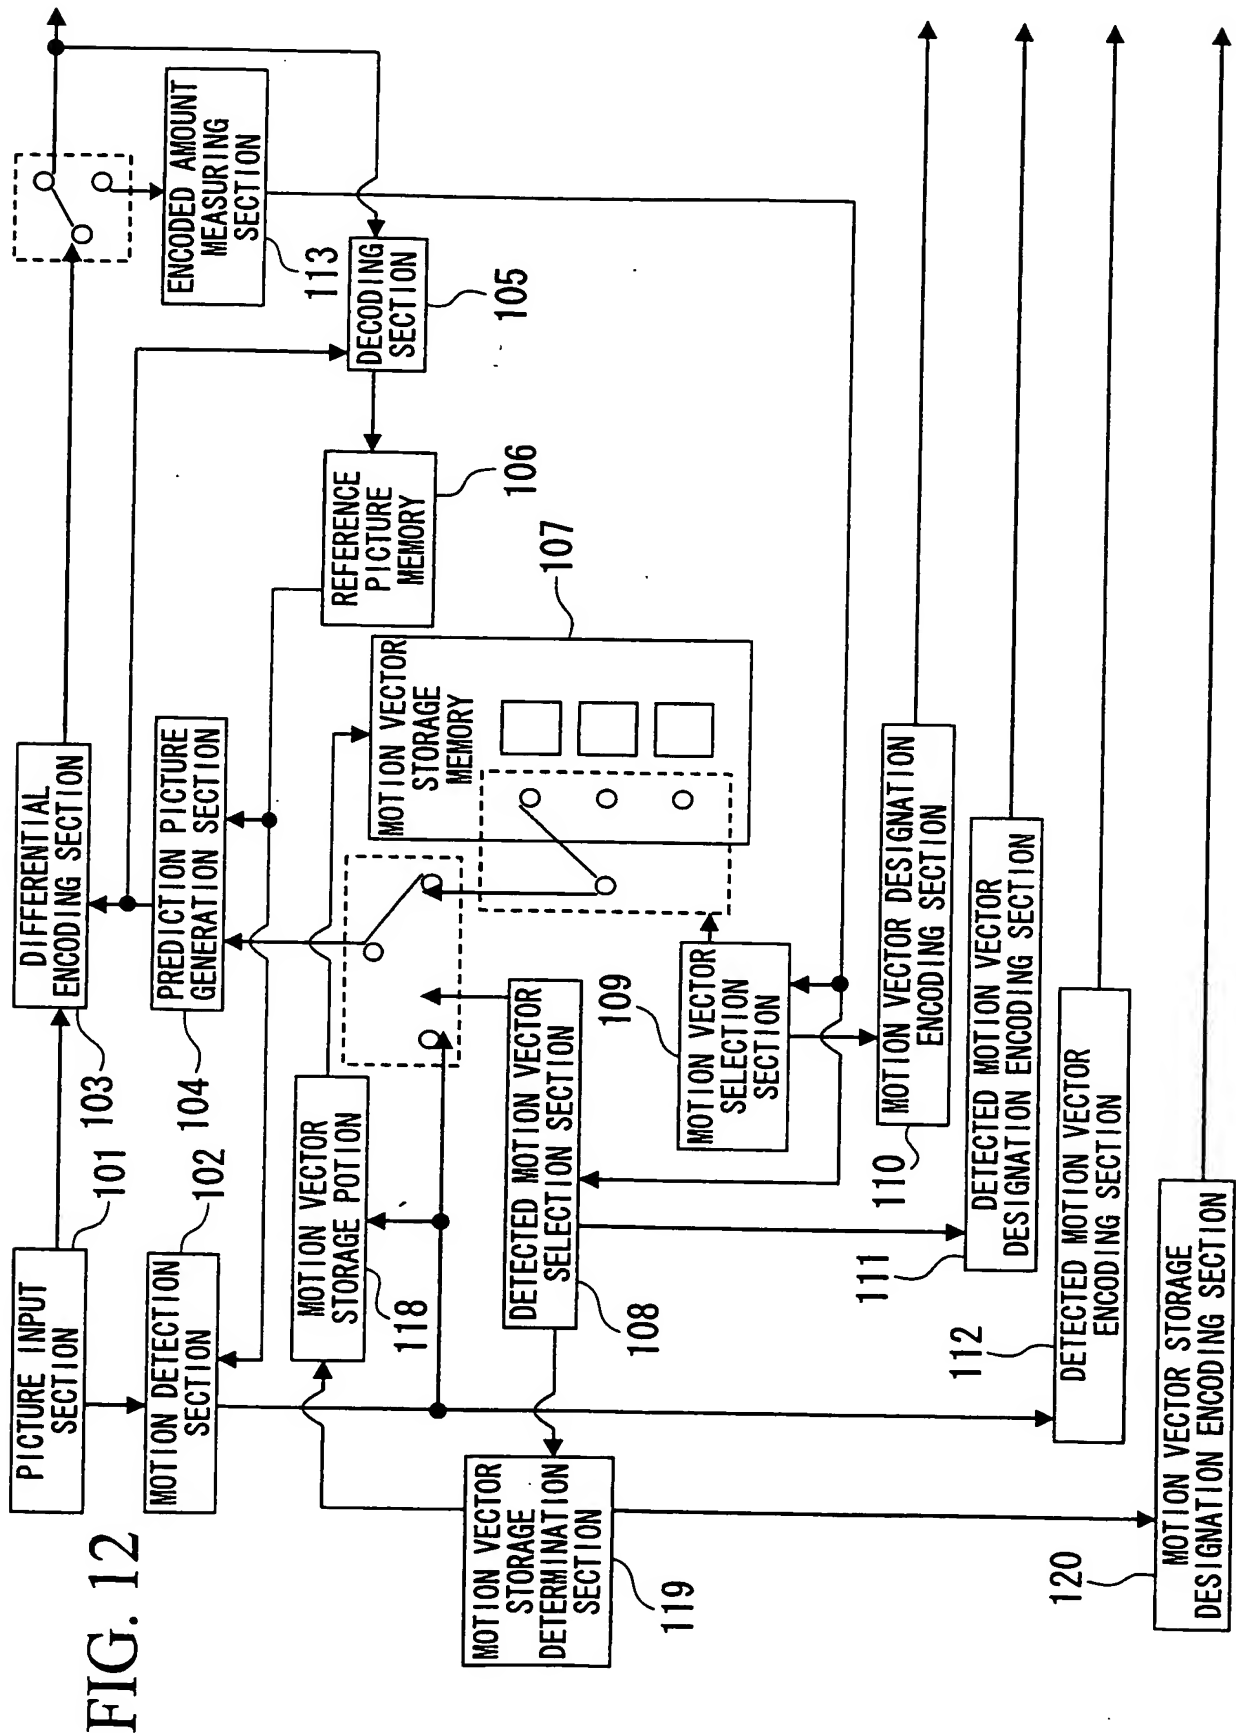 FIG. 12
PICTURE INPUT
SECTION
101
DIFFERENTIAL
ENCODING SECTION
103
ENCODED AMOUNT
MEASURING
SECTION
113
MOTION DETECTION
SECTION
102
PREDICTION PICTURE
GENERATION SECTION
104
DECODING
SECTION
105
REFERENCE
PICTURE
MEMORY
106
MOTION VECTOR
STORAGE POTION
118
MOTION VECTOR
STORAGE
MEMORY
107
MOTION VECTOR
STORAGE
DETERMINATION
SECTION
119
DETECTED MOTION VECTOR
SELECTION SECTION
108
MOTION VECTOR
SELECTION
SECTION
109
MOTION VECTOR DESIGNATION
ENCODING SECTION
110
DETECTED MOTION VECTOR
DESIGNATION ENCODING SECTION
111
DETECTED MOTION VECTOR
ENCODING SECTION
112
MOTION VECTOR STORAGE
DESIGNATION ENCODING SECTION
120